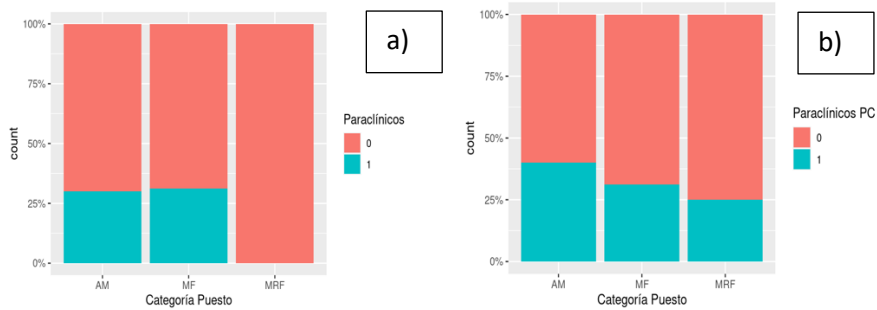 a)
100%
75%
50%
25%
0%
count
AM
MF
MRF
Categoría Puesto
Paraclínicos
0
1
b)
100%
75%
50%
25%
0%
count
AM
MF
MRF
Categoría Puesto
Paraclínicos PC
0
1